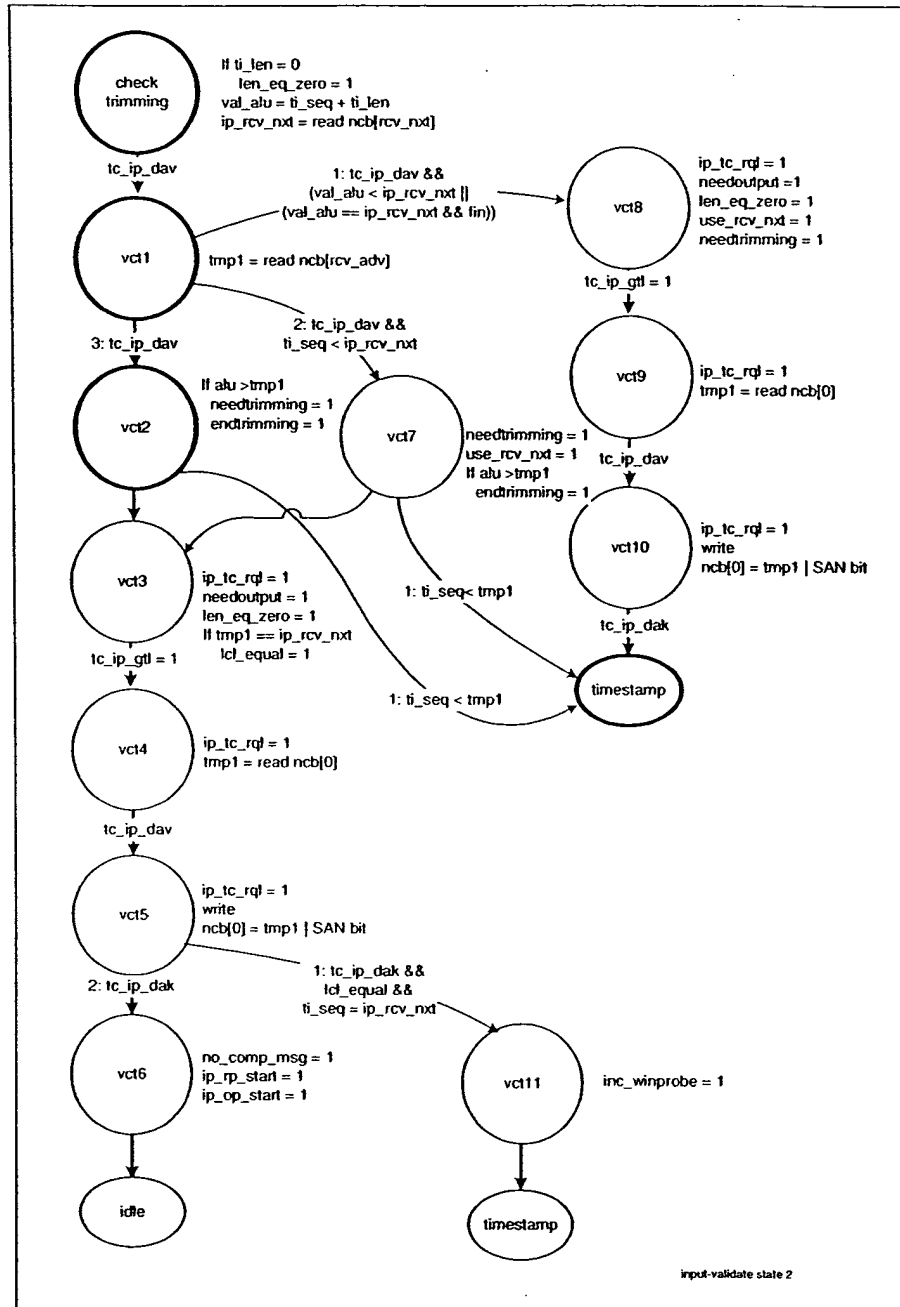 check
trimming
If ti_len = 0
len_eq_zero = 1
val_alu = ti_seq + ti_len
ip_rcv_nxt = read ncb[rcv_nxt]
tc_ip_dav
1: tc_ip_dav &&
(val_alu < ip_rcv_nxt ||
(val_alu == ip_rcv_nxt && fin))
vct8
ip_tc_rql = 1
needoutput =1
len_eq_zero = 1
use_rcv_nxt = 1
needtrimming = 1
vct1
tmp1 = read ncb[rcv_adv]
tc_ip_gtl = 1
3: tc_ip_dav
2: tc_ip_dav &&
ti_seq < ip_rcv_nxt
vct9
ip_tc_rql = 1
tmp1 = read ncb[0]
vct2
If alu >tmp1
needtrimming = 1
endtrimming = 1
vct7
needtrimming = 1
use_rcv_nxt = 1
If alu >tmp1
endtrimming = 1
tc_ip_dav
vct10
ip_tc_rql = 1
write
ncb[0] = tmp1 | SAN bit
vct3
ip_tc_rql = 1
needoutput = 1
len_eq_zero = 1
If tmp1 == ip_rcv_nxt
lcl_equal = 1
1: ti_seq< tmp1
tc_ip_dak
tc_ip_gtl = 1
1: ti_seq < tmp1
timestamp
vct4
ip_tc_rql = 1
tmp1 = read ncb[0]
tc_ip_dav
vct5
ip_tc_rql = 1
write
ncb[0] = tmp1 | SAN bit
2: tc_ip_dak
1: tc_ip_dak &&
lcl_equal &&
ti_seq = ip_rcv_nxt
vct6
no_comp_msg = 1
ip_rp_start = 1
ip_op_start = 1
vct11
inc_winprobe = 1
idle
timestamp
input-validate state 2